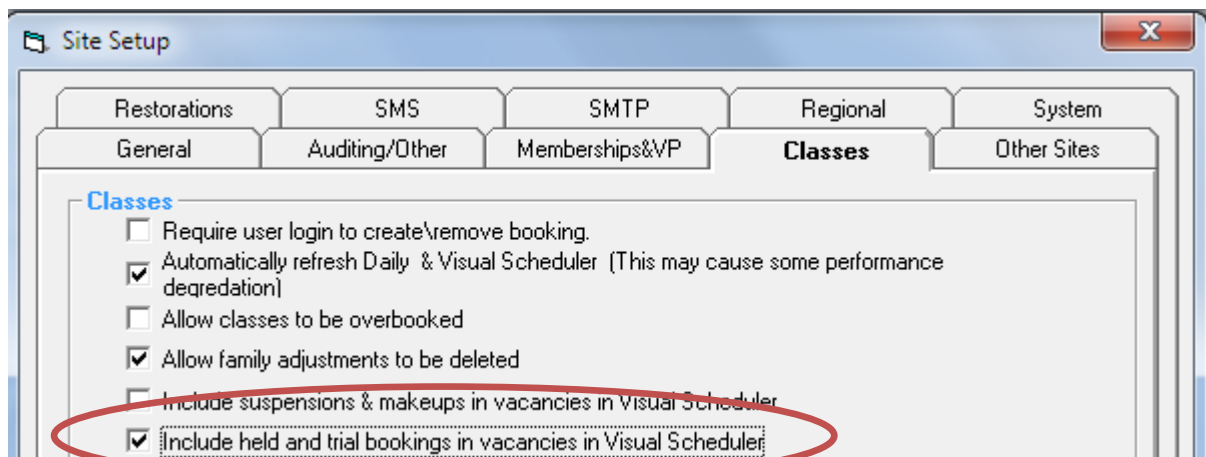 Site Setup
Restorations SMS SMTP Regional System
General Auditing/Other Memberships&VP Classes Other Sites
Classes
Require user login to create\remove booking.
Automatically refresh Daily & Visual Scheduler (This may cause some performance
degredation)
Allow classes to be overbooked
Allow family adjustments to be deleted
Include suspensions & makeups in vacancies in Visual Scheduler
Include held and trial bookings in vacancies in Visual Scheduler